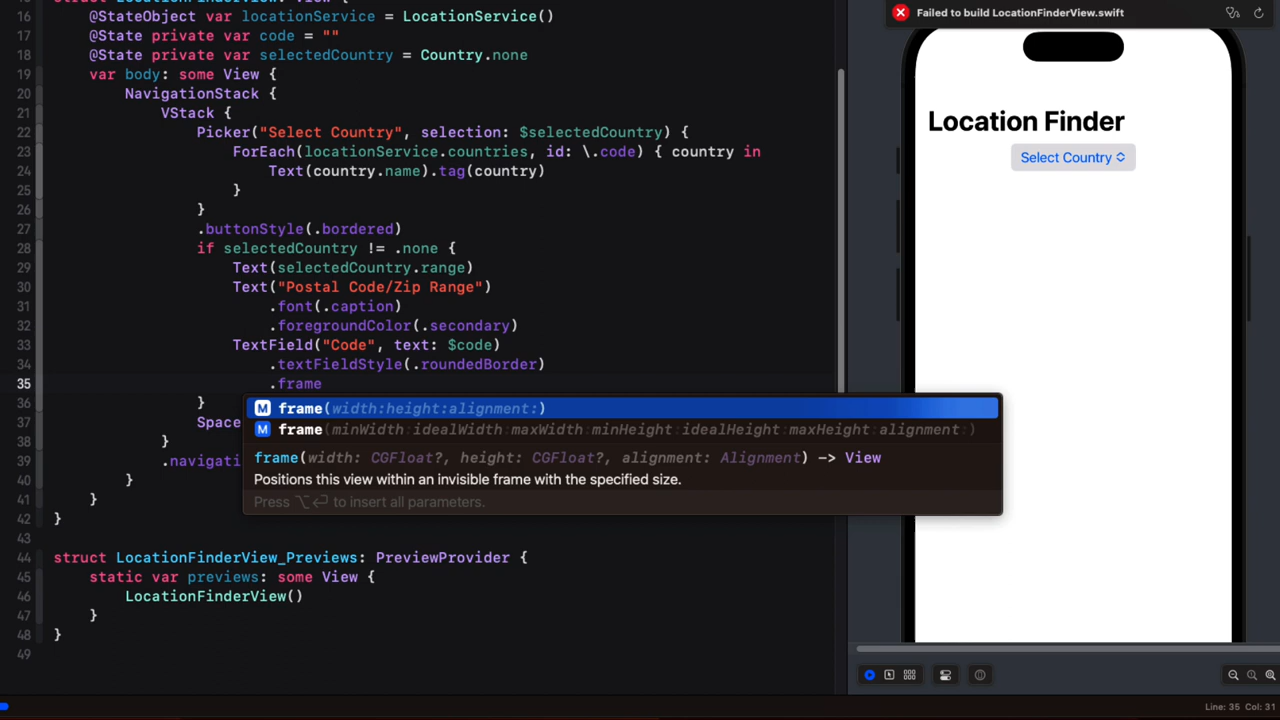 struct LocationFinderView: View {
16 @StateObject var locationService = LocationService()
17 @State private var code = ""
18 @State private var selectedCountry = Country.none
19 var body: some View {
20 NavigationStack {
21 VStack {
22 Picker("Select Country", selection: $selectedCountry) {
23 ForEach(locationService.countries, id: \.code) { country in
24 Text(country.name).tag(country)
25 }
26 }
27 .buttonStyle(.bordered)
28 if selectedCountry != .none {
29 Text(selectedCountry.range)
30 Text("Postal Code/Zip Range")
31 .font(.caption)
32 .foregroundColor(.secondary)
33 TextField("Code", text: $code)
34 .textFieldStyle(.roundedBorder)
35 .frame
36 }
37 Space
38 }
39 .navigati
40 }
41 }
42 }
43
44 struct LocationFinderView_Previews: PreviewProvider {
45 static var previews: some View {
46 LocationFinderView()
47 }
48 }
49
M frame(width:height:alignment:)
M frame(minWidth:idealWidth:maxWidth:minHeight:idealHeight:maxHeight:alignment:)
frame(width: CGFloat?, height: CGFloat?, alignment: Alignment) -> View
Positions this view within an invisible frame with the specified size.
Press ⌥↩ to insert all parameters.
Failed to build LocationFinderView.swift
Location Finder
Select Country
Line: 35 Col: 31